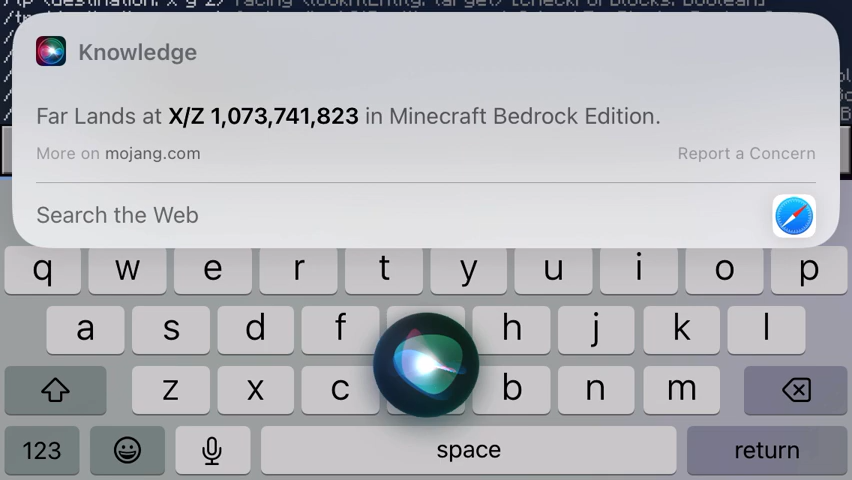 Knowledge
Far Lands at X/Z 1,073,741,823 in Minecraft Bedrock Edition.
More on mojang.com
Report a Concern
Search the Web
q w e r t y u i o p
a s d f h j k l
z x c b n m
123 space return